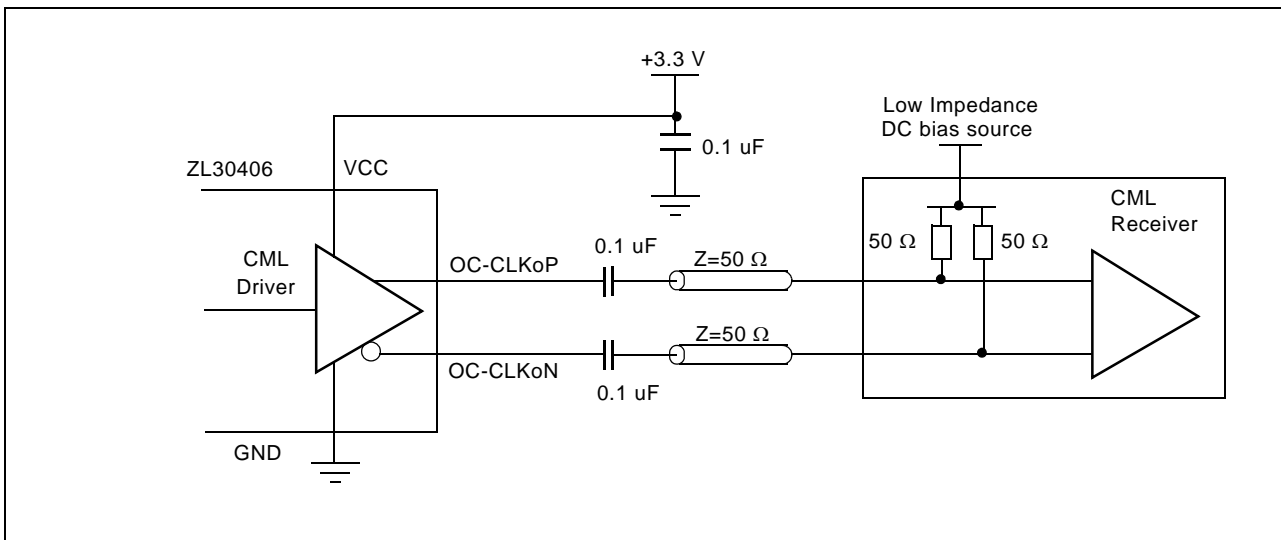 +3.3 V
Low Impedance
DC bias source
0.1 uF
ZL30406
VCC
CML
Receiver
50 Ω
50 Ω
0.1 uF
Z=50 Ω
CML
Driver
OC-CLKoP
Z=50 Ω
OC-CLKoN
0.1 uF
GND